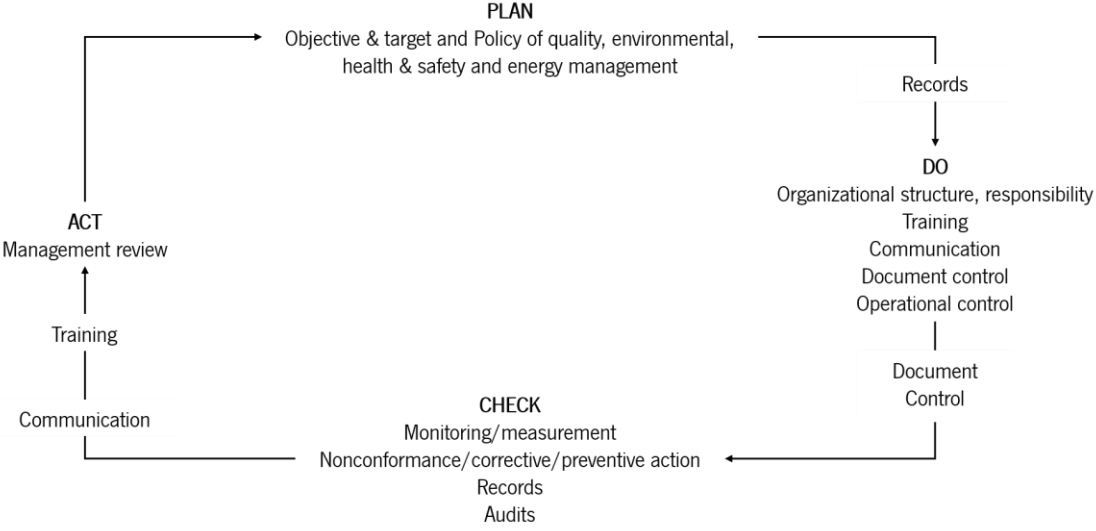 PLAN
Objective & target and Policy of quality, environmental,
health & safety and energy management
Records
DO
Organizational structure, responsibility
Training
Communication
Document control
Operational control
Document
Control
CHECK
Monitoring/measurement
Nonconformance/corrective/preventive action
Records
Audits
Communication
Training
ACT
Management review